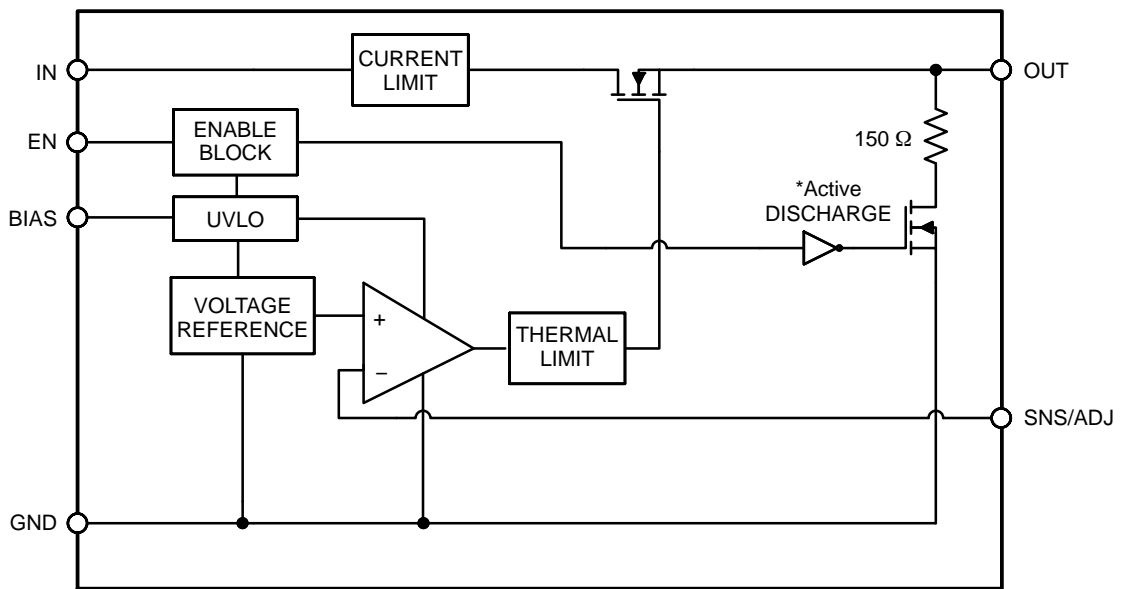 IN
CURRENT
LIMIT
OUT
EN
ENABLE
BLOCK
150 Ω
*Active
DISCHARGE
BIAS
UVLO
VOLTAGE
REFERENCE
+
−
THERMAL
LIMIT
SNS/ADJ
GND